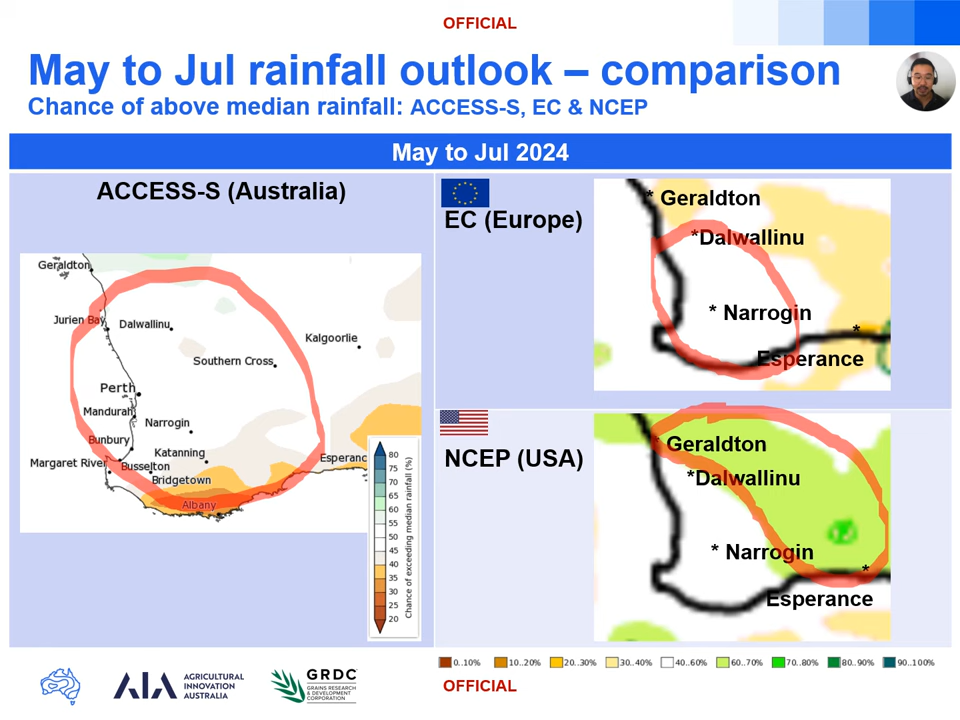 OFFICIAL
May to Jul rainfall outlook – comparison
Chance of above median rainfall: ACCESS-S, EC & NCEP
May to Jul 2024
ACCESS-S (Australia)
Geraldton
Jurien Bay
Dalwallinu
Kalgoorlie
Southern Cross
Perth
Mandurah
Narrogin
Bunbury
Katanning
Margaret River
Busselton
Esperanc
Bridgetown
Albany
80
75
70
65
60
55
50
45
40
35
30
25
20
Chance of exceeding median rainfall (%)
EC (Europe)
* Geraldton
*Dalwallinu
* Narrogin
*
Esperance
NCEP (USA)
Geraldton
*Dalwallinu
* Narrogin
*
Esperance
0..10% 10..20% 20..30% 30..40% 40..60% 60..70% 70..80% 80..90% 90..100%
AIA
AGRICULTURAL
INNOVATION
AUSTRALIA
GRDC
GRAINS RESEARCH
& DEVELOPMENT
CORPORATION
OFFICIAL